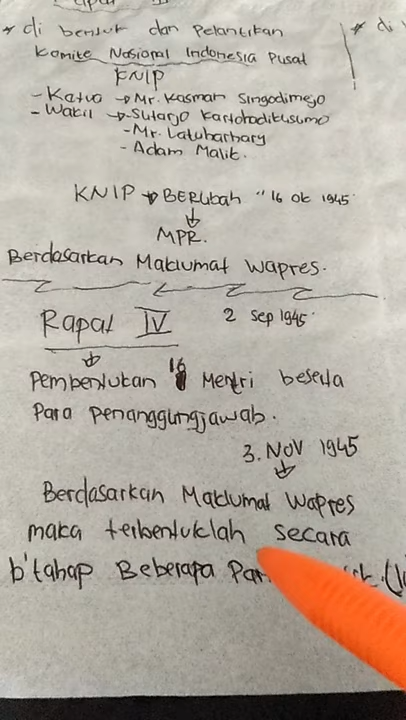 * di bentuk dan Pelantikan
* di
Komite Nasional Indonesia Pusat
KNIP
- Ketua → Mr. Kasman Singodimejo
- Wakil → - Sutarjo Kartohadikusumo
- Mr. Latuharhary
- Adam Malik.
KNIP → BERUbah " 16 ok 1945
↓
MPR.
Berdasarkan Maklumat Wapres.
Rapat IV 2 Sep 1945
↓
Pembentukan 16 Mentri beserta
Para penanggungjawab.
3. NOV 1945
↓
Berdasarkan Maklumat Wapres
maka terbentuklah secara
b'tahap Beberapa